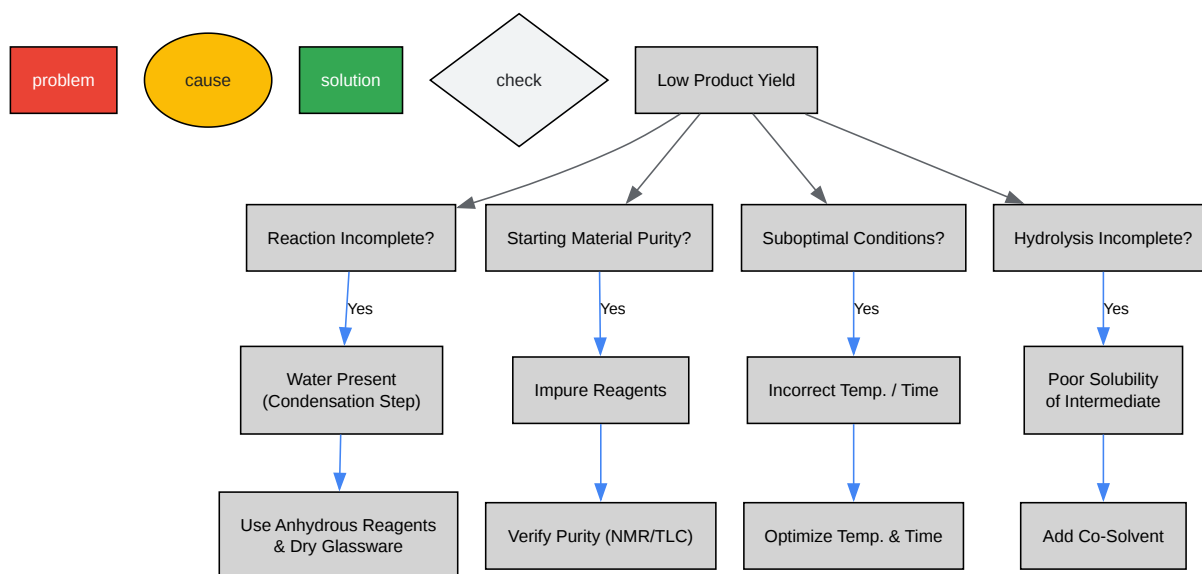 problem
cause
solution
check
Low Product Yield
Reaction Incomplete?
Starting Material Purity?
Suboptimal Conditions?
Hydrolysis Incomplete?
Yes
Yes
Yes
Yes
Water Present
(Condensation Step)
Impure Reagents
Incorrect Temp. / Time
Poor Solubility
of Intermediate
Use Anhydrous Reagents
& Dry Glassware
Verify Purity (NMR/TLC)
Optimize Temp. & Time
Add Co-Solvent